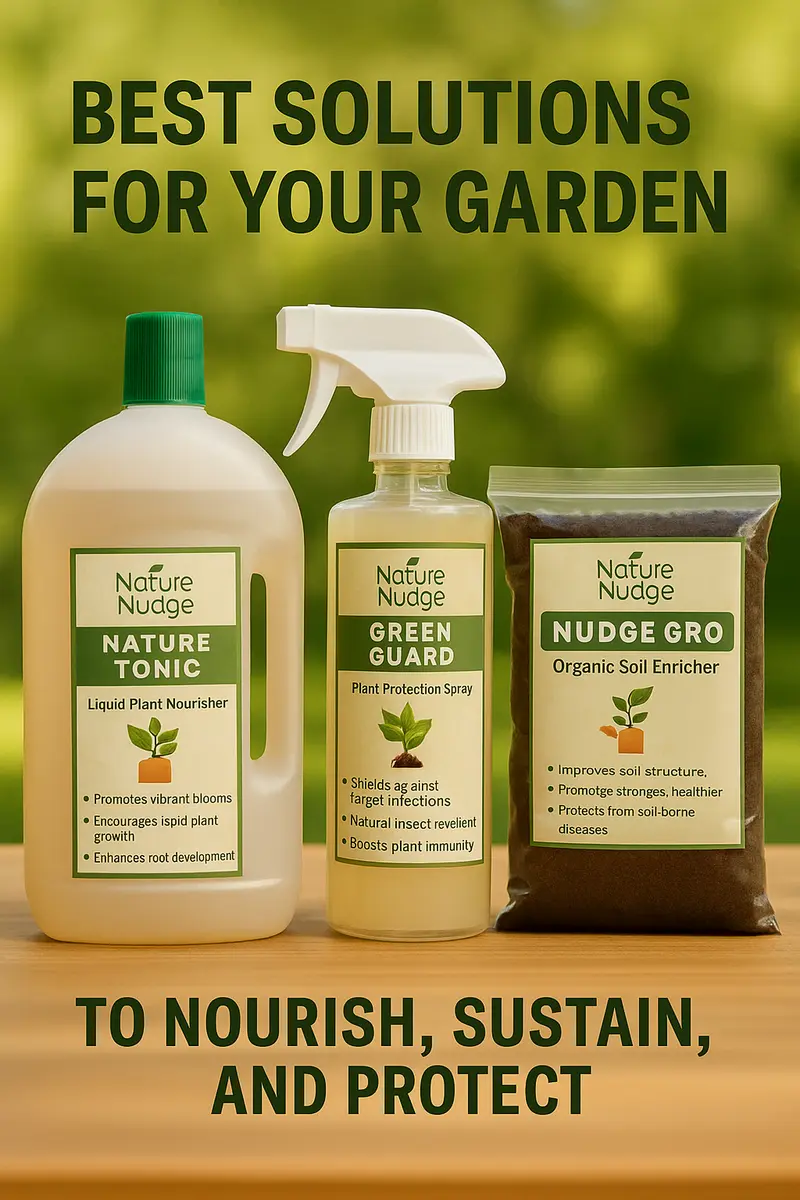 BEST SOLUTIONS
FOR YOUR GARDEN
Nature
Nudge
NATURE
TONIC
Liquid Plant Nourisher
• Promotes vibrant blooms
• Encourages ispid plant
growth
• Enhances root development
Nature
Nudge
GREEN
GUARD
Plant Protection Spray
• Shields ag ainst
farget infections
• Natural insect revelient
• Boosts plant immunity
Nature
Nudge
NUDGE GRO
Organic Soil Enricher
• Improves soil structure,
• Promotge stronges, healthier
• Protects from soil-borne
diseases
TO NOURISH, SUSTAIN,
AND PROTECT